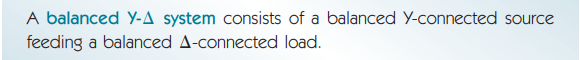 A balanced Y-Δ system consists of a balanced Y-connected source
feeding a balanced Δ-connected load.